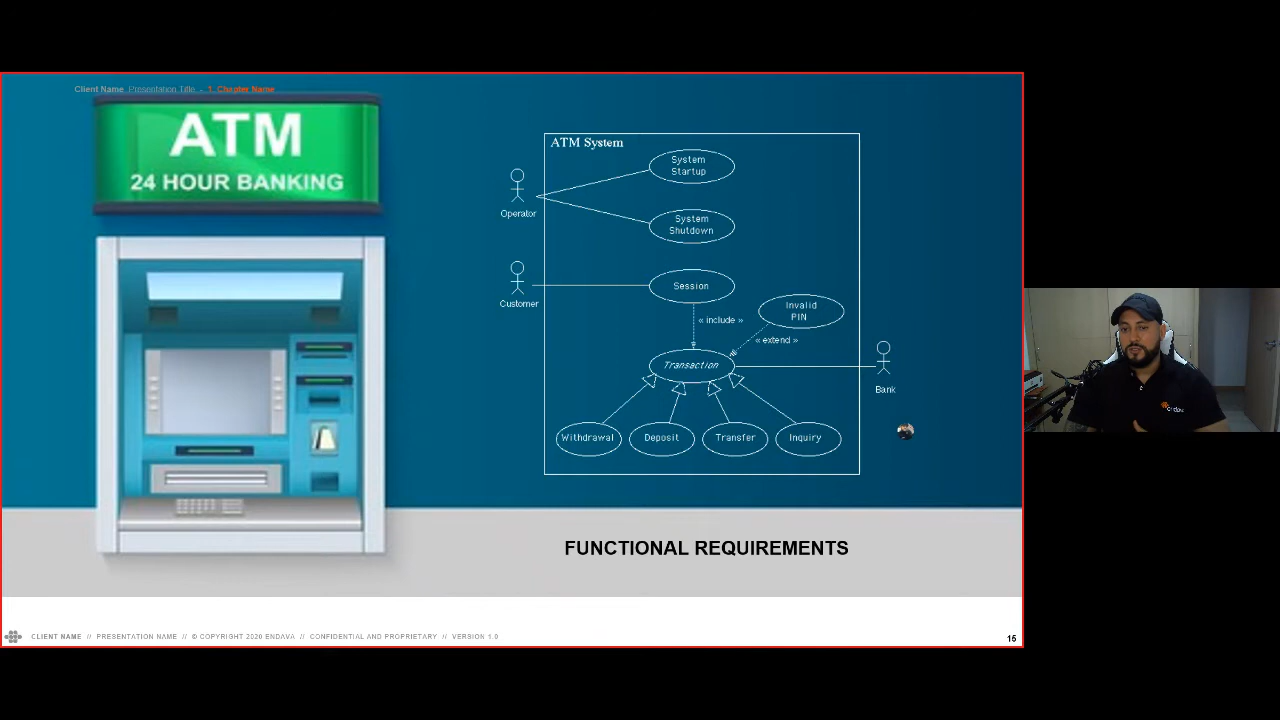 Client Name Presentation Title - 1. Chapter Name
ATM
24 HOUR BANKING
ATM System
System
Startup
Operator
System
Shutdown
Customer
Session
Invalid
PIN
« include »
« extend »
Transaction
Bank
Withdrawal
Deposit
Transfer
Inquiry
FUNCTIONAL REQUIREMENTS
CLIENT NAME // PRESENTATION NAME // © COPYRIGHT 2020 ENDAVA // CONFIDENTIAL AND PROPRIETARY // VERSION 1.0
15